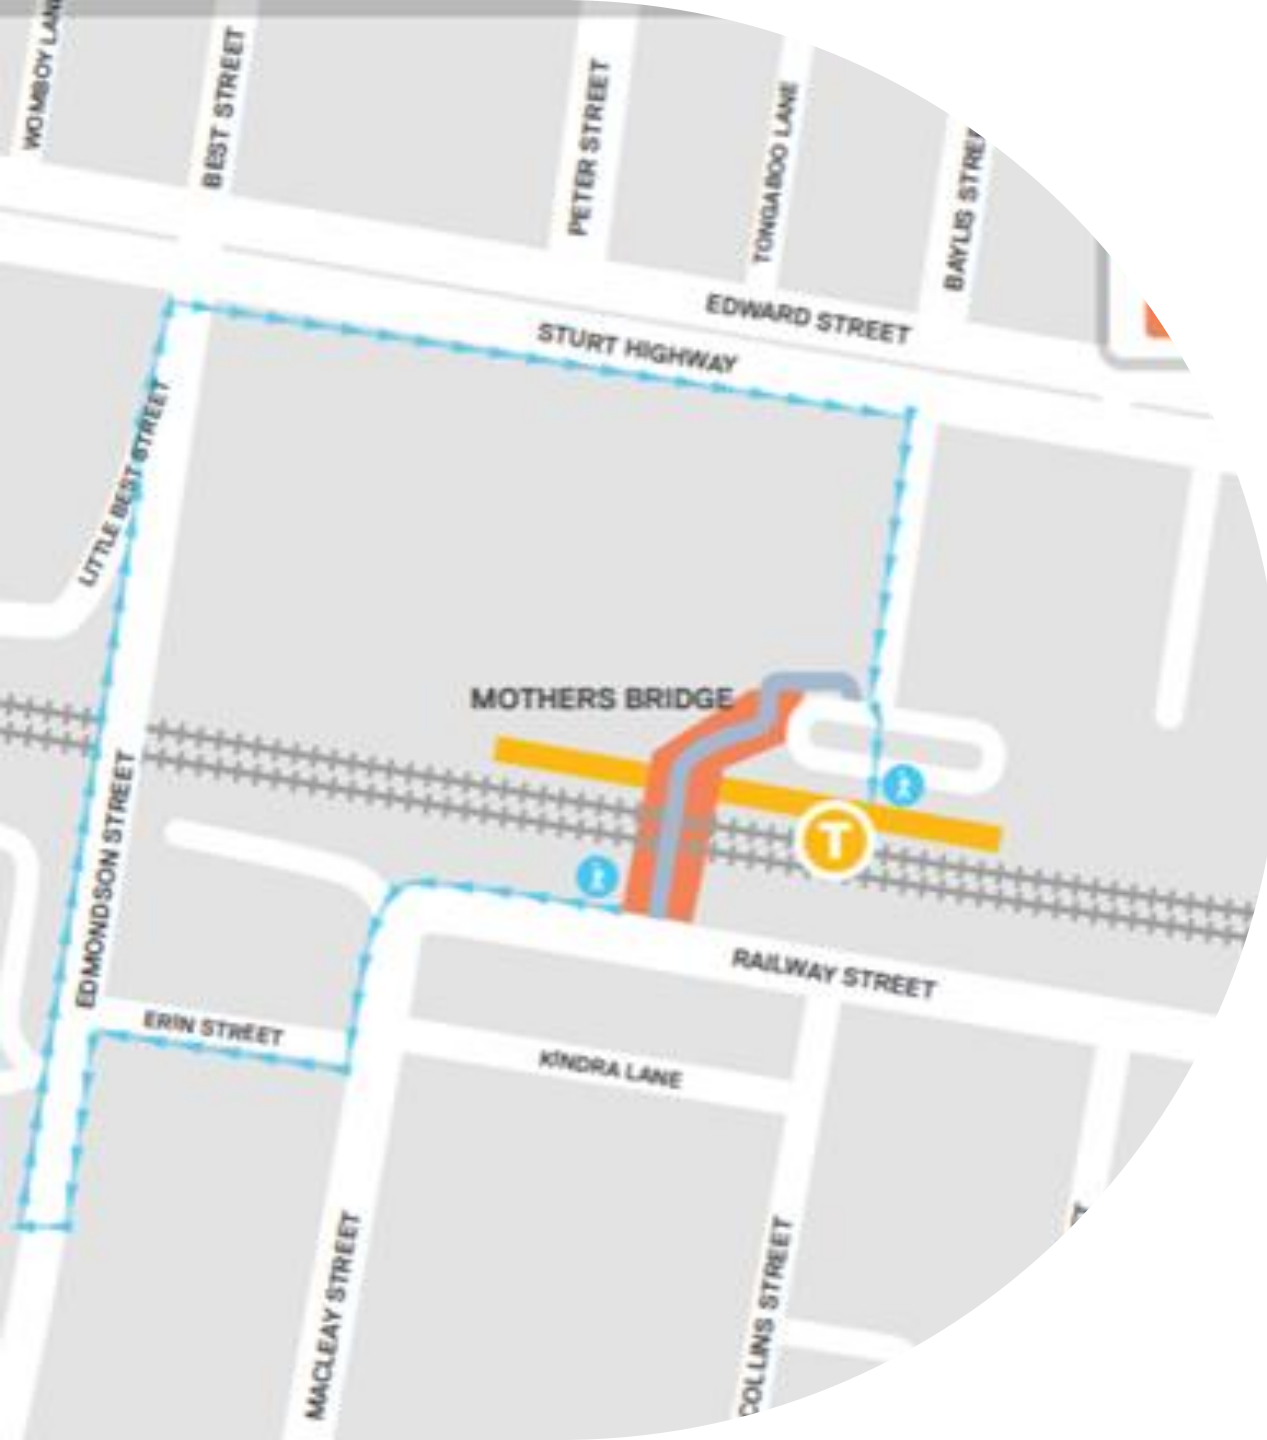 WOMBOY LANE
BEST STREET
PETER STREET
TONGABOO LANE
BAYLIS STREET
EDWARD STREET
STURT HIGHWAY
LITTLE BEST STREET
MOTHERS BRIDGE
T
EDMONDSON STREET
RAILWAY STREET
ERIN STREET
KINDRA LANE
MACLEAY STREET
COLLINS STREET